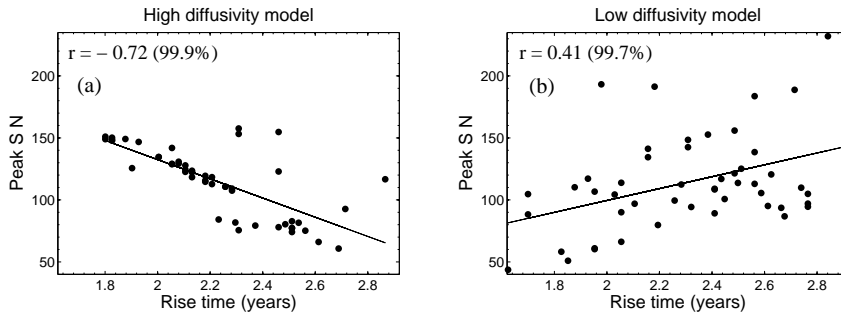 High diffusivity model
r = − 0.72 (99.9%)
(a)
Peak S N
200
150
100
50
1.8 2 2.2 2.4 2.6 2.8
Rise time (years)
Low diffusivity model
r = 0.41 (99.7%)
(b)
Peak S N
200
150
100
50
1.8 2 2.2 2.4 2.6 2.8
Rise time (years)